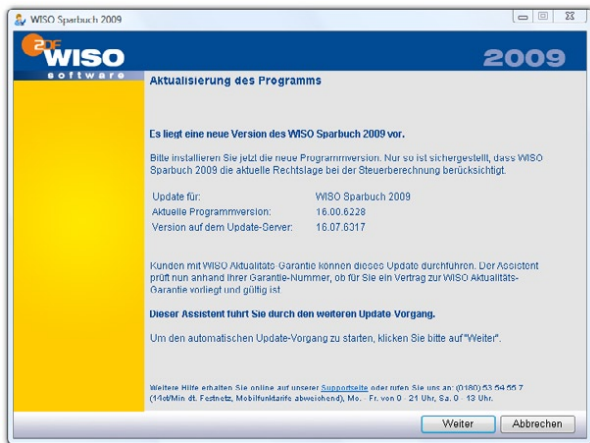 WISO Sparbuch 2009
ZDF
WISO
software
2009
Aktualisierung des Programms
Es liegt eine neue Version des WISO Sparbuch 2009 vor.
Bitte installieren Sie jetzt die neue Programmversion. Nur so ist sichergestellt, dass WISO
Sparbuch 2009 die aktuelle Rechtslage bei der Steuerberechnung berücksichtigt.
Update für: WISO Sparbuch 2009
Aktuelle Programmversion: 16.00.6228
Version auf dem Update-Server: 16.07.6317
Kunden mit WISO Aktualitäts-Garantie können dieses Update durchführen. Der Assistent
prüft nun anhand Ihrer Garantie-Nummer, ob für Sie ein Vertrag zur WISO Aktualitäts-
Garantie vorliegt und gültig ist
Dieser Assistent führt Sie durch den weiteren Update-Vorgang.
Um den automatischen Update-Vorgang zu starten, klicken Sie bitte auf "Weiter".
Weitere Hilfe erhalten Sie online auf unserer Supportseite oder rufen Sie uns an: (0180) 53 54 55 7
(14ct/Min dt. Festnetz, Mobilfunktarife abweichend), Mo. - Fr. von 0 - 21 Uhr, Sa. 0 - 13 Uhr.
Weiter
Abbrechen